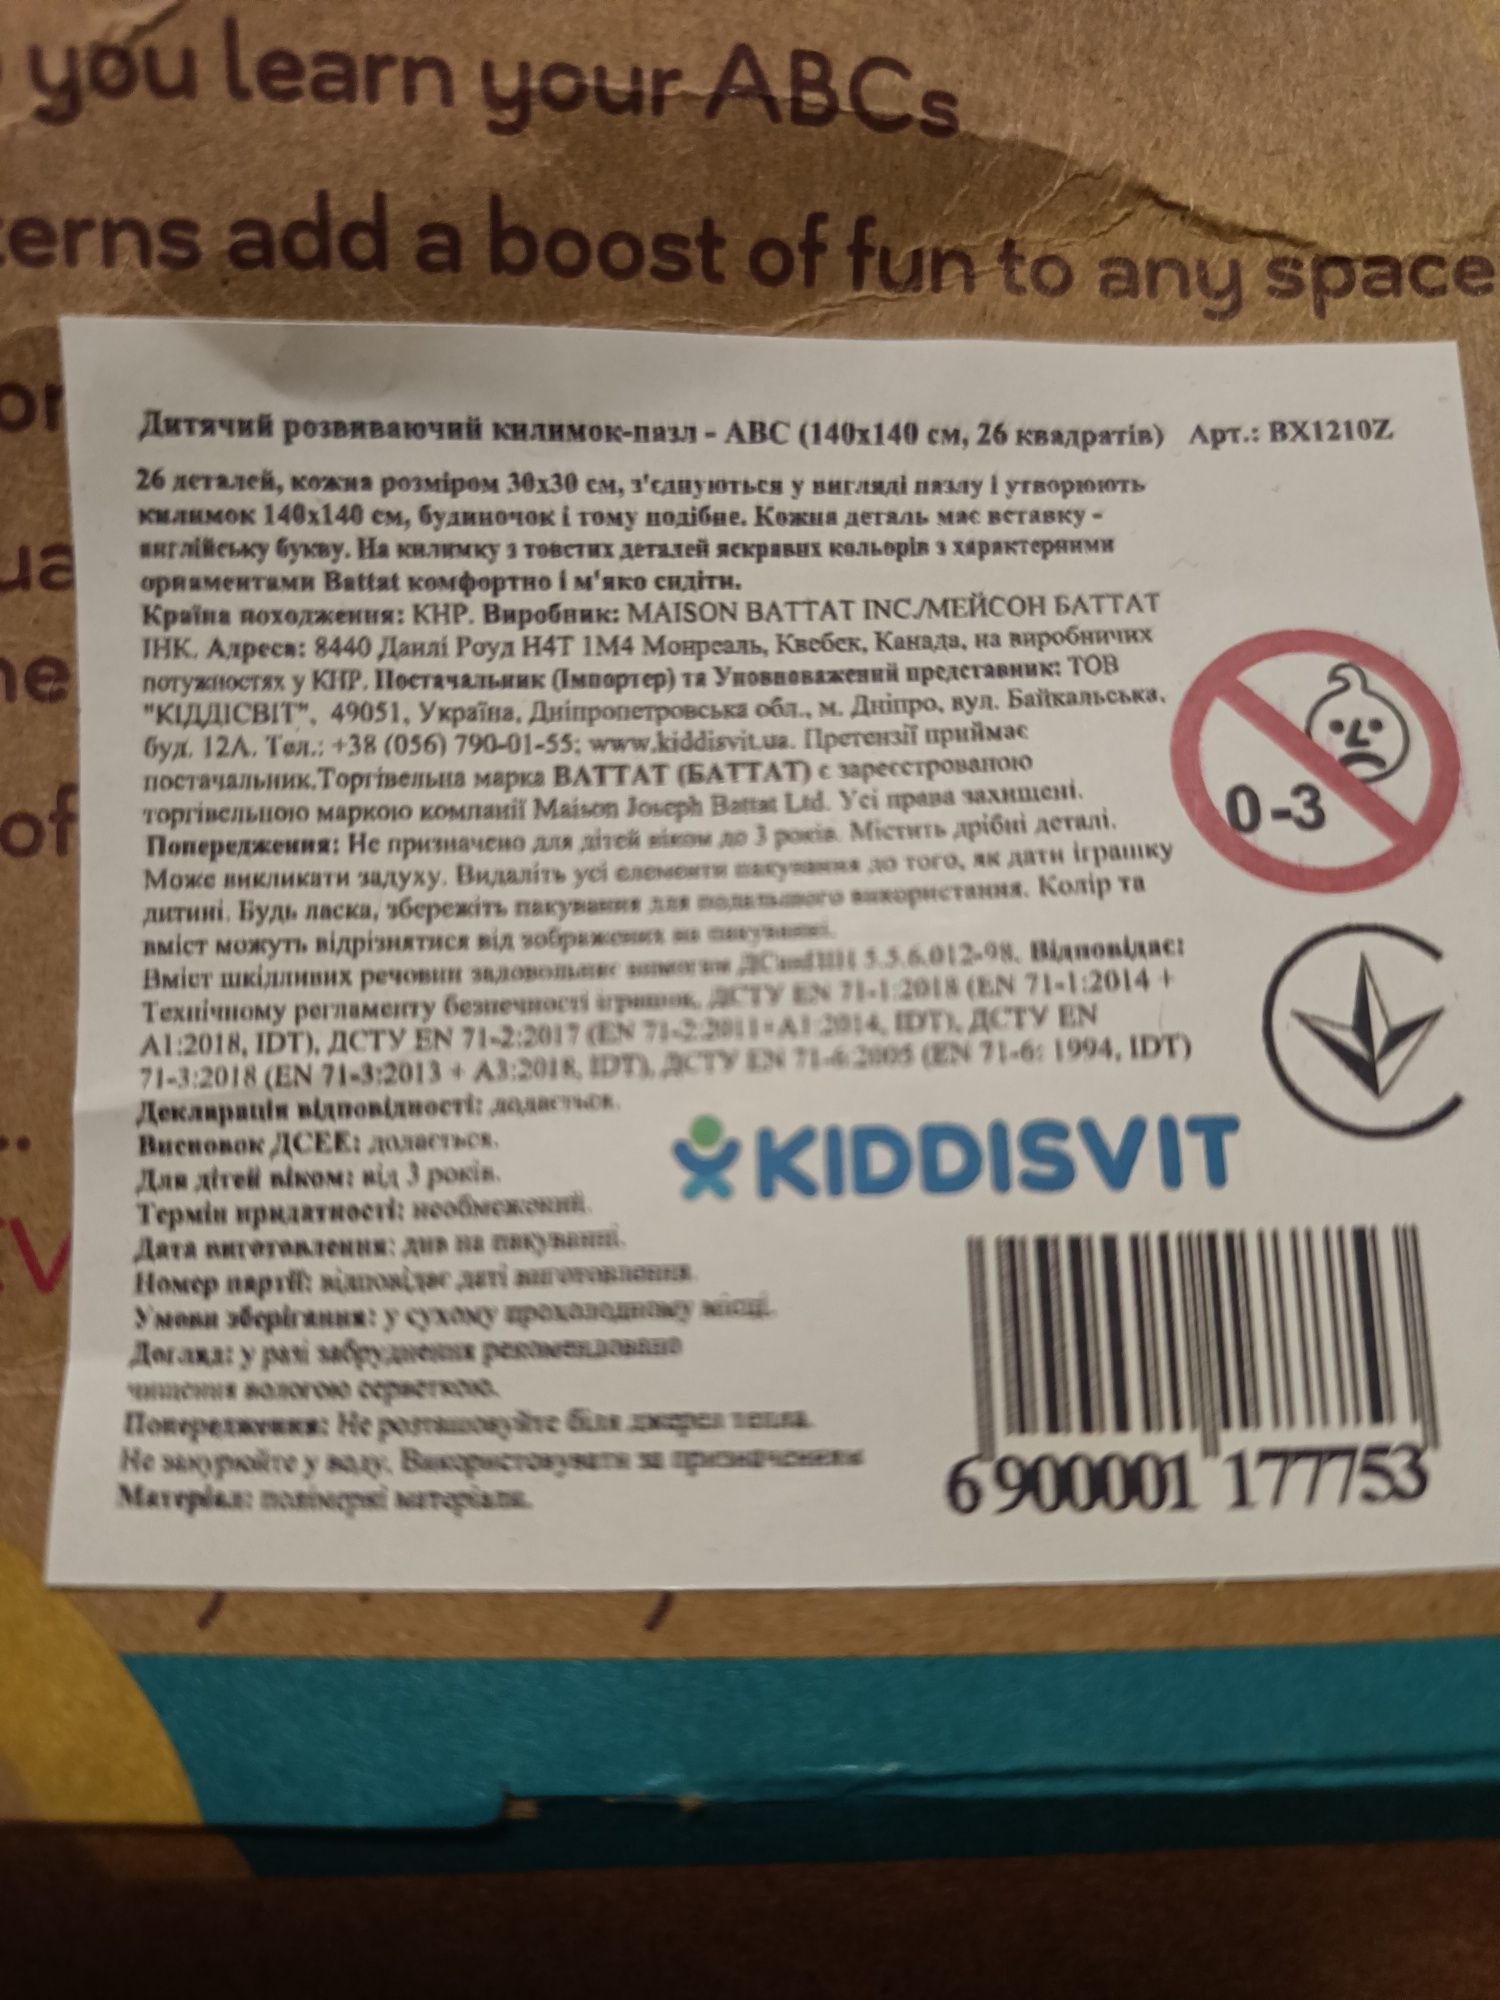 you learn your ABCs
erns add a boost of fun to any space
or
ua
ne
of
Дитячий розвиваючий килимок-пазл - ABC (140x140 см, 26 квадратів) Арт.: BX1210Z
26 деталей, кожна розміром 30x30 см, з'єднуються у вигляді пазлу і утворюють
килимок 140x140 см, будиночок і тому подібне. Кожна деталь має вставку -
англійську букву. На килимку з товстих деталей яскравих кольорів з характерними
орнаментами Battat комфортно і м'яко сидіти.
Країна походження: КНР. Виробник: MAISON BATTAT INC./МЕЙСОН БАТТАТ
ІНК. Адреса: 8440 Данлі Роуд H4T 1M4 Монреаль, Квебек, Канада, на виробничих
потужностях у КНР. Постачальник (Імпортер) та Уповноважений представник: ТОВ
"КІДДІСВІТ", 49051, Україна, Дніпропетровська обл., м. Дніпро, вул. Байкальська,
буд. 12А. Тел.: +38 (056) 790-01-55; www.kiddisvit.ua. Претензії приймає
постачальник.Торгівельна марка BATTAT (БАТТАТ) є зареєстрованою
торгівельною маркою компанії Maison Joseph Battat Ltd. Усі права захищені.
Попередження: Не призначено для дітей віком до 3 років. Містить дрібні деталі.
Може викликати задуху. Видаліть усі елементи пакування до того, як дати іграшку
дитині. Будь ласка, збережіть пакування для подальшого використання. Колір та
вміст можуть відрізнятися від зображення на пакуванні.
Вміст шкідливих речовин задовольняє вимогам ДСанПІН 5.5.6.012-98. Відповідає:
Технічному регламенту безпечності іграшок, ДСТУ EN 71-1:2018 (EN 71-1:2014 +
A1:2018, IDT), ДСТУ EN 71-2:2017 (EN 71-2:2011+A1:2014, IDT), ДСТУ EN
71-3:2018 (EN 71-3:2013 + A3:2018, IDT), ДСТУ EN 71-6:2005 (EN 71-6: 1994, IDT)
Декларація відповідності: додається.
Висновок ДСЕЕ: додається.
Для дітей віком: від 3 років.
Термін придатності: необмежений.
Дата виготовлення: див на пакуванні.
Номер партії: відповідає даті виготовлення.
Умови зберігання: у сухому прохолодному місці.
Догляд: у разі забруднення рекомендовано
чищення вологою серветкою.
Попередження: Не розташовуйте біля джерел тепла.
Не занурюйте у воду. Використовувати за призначенням
Матеріал: полімерні матеріали.
0-3
KIDDISVIT
6 900001 177753